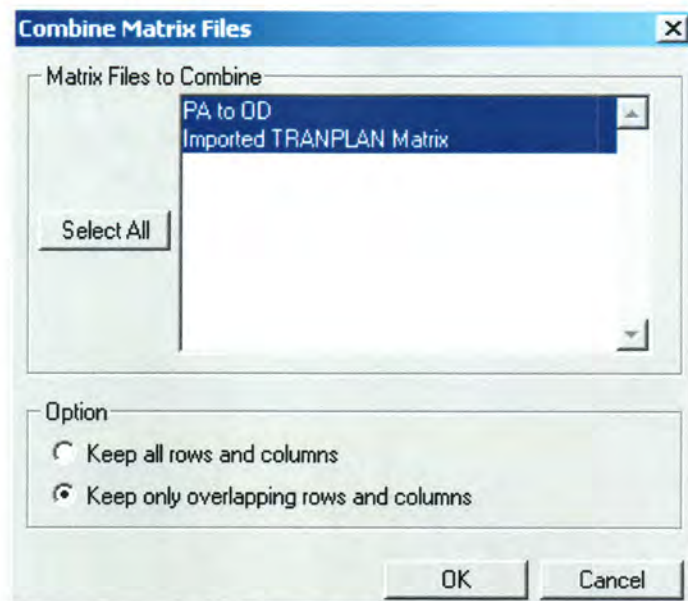 Combine Matrix Files
Matrix Files to Combine
PA to OD
Imported TRANPLAN Matrix
Select All
Option
Keep all rows and columns
Keep only overlapping rows and columns
OK
Cancel